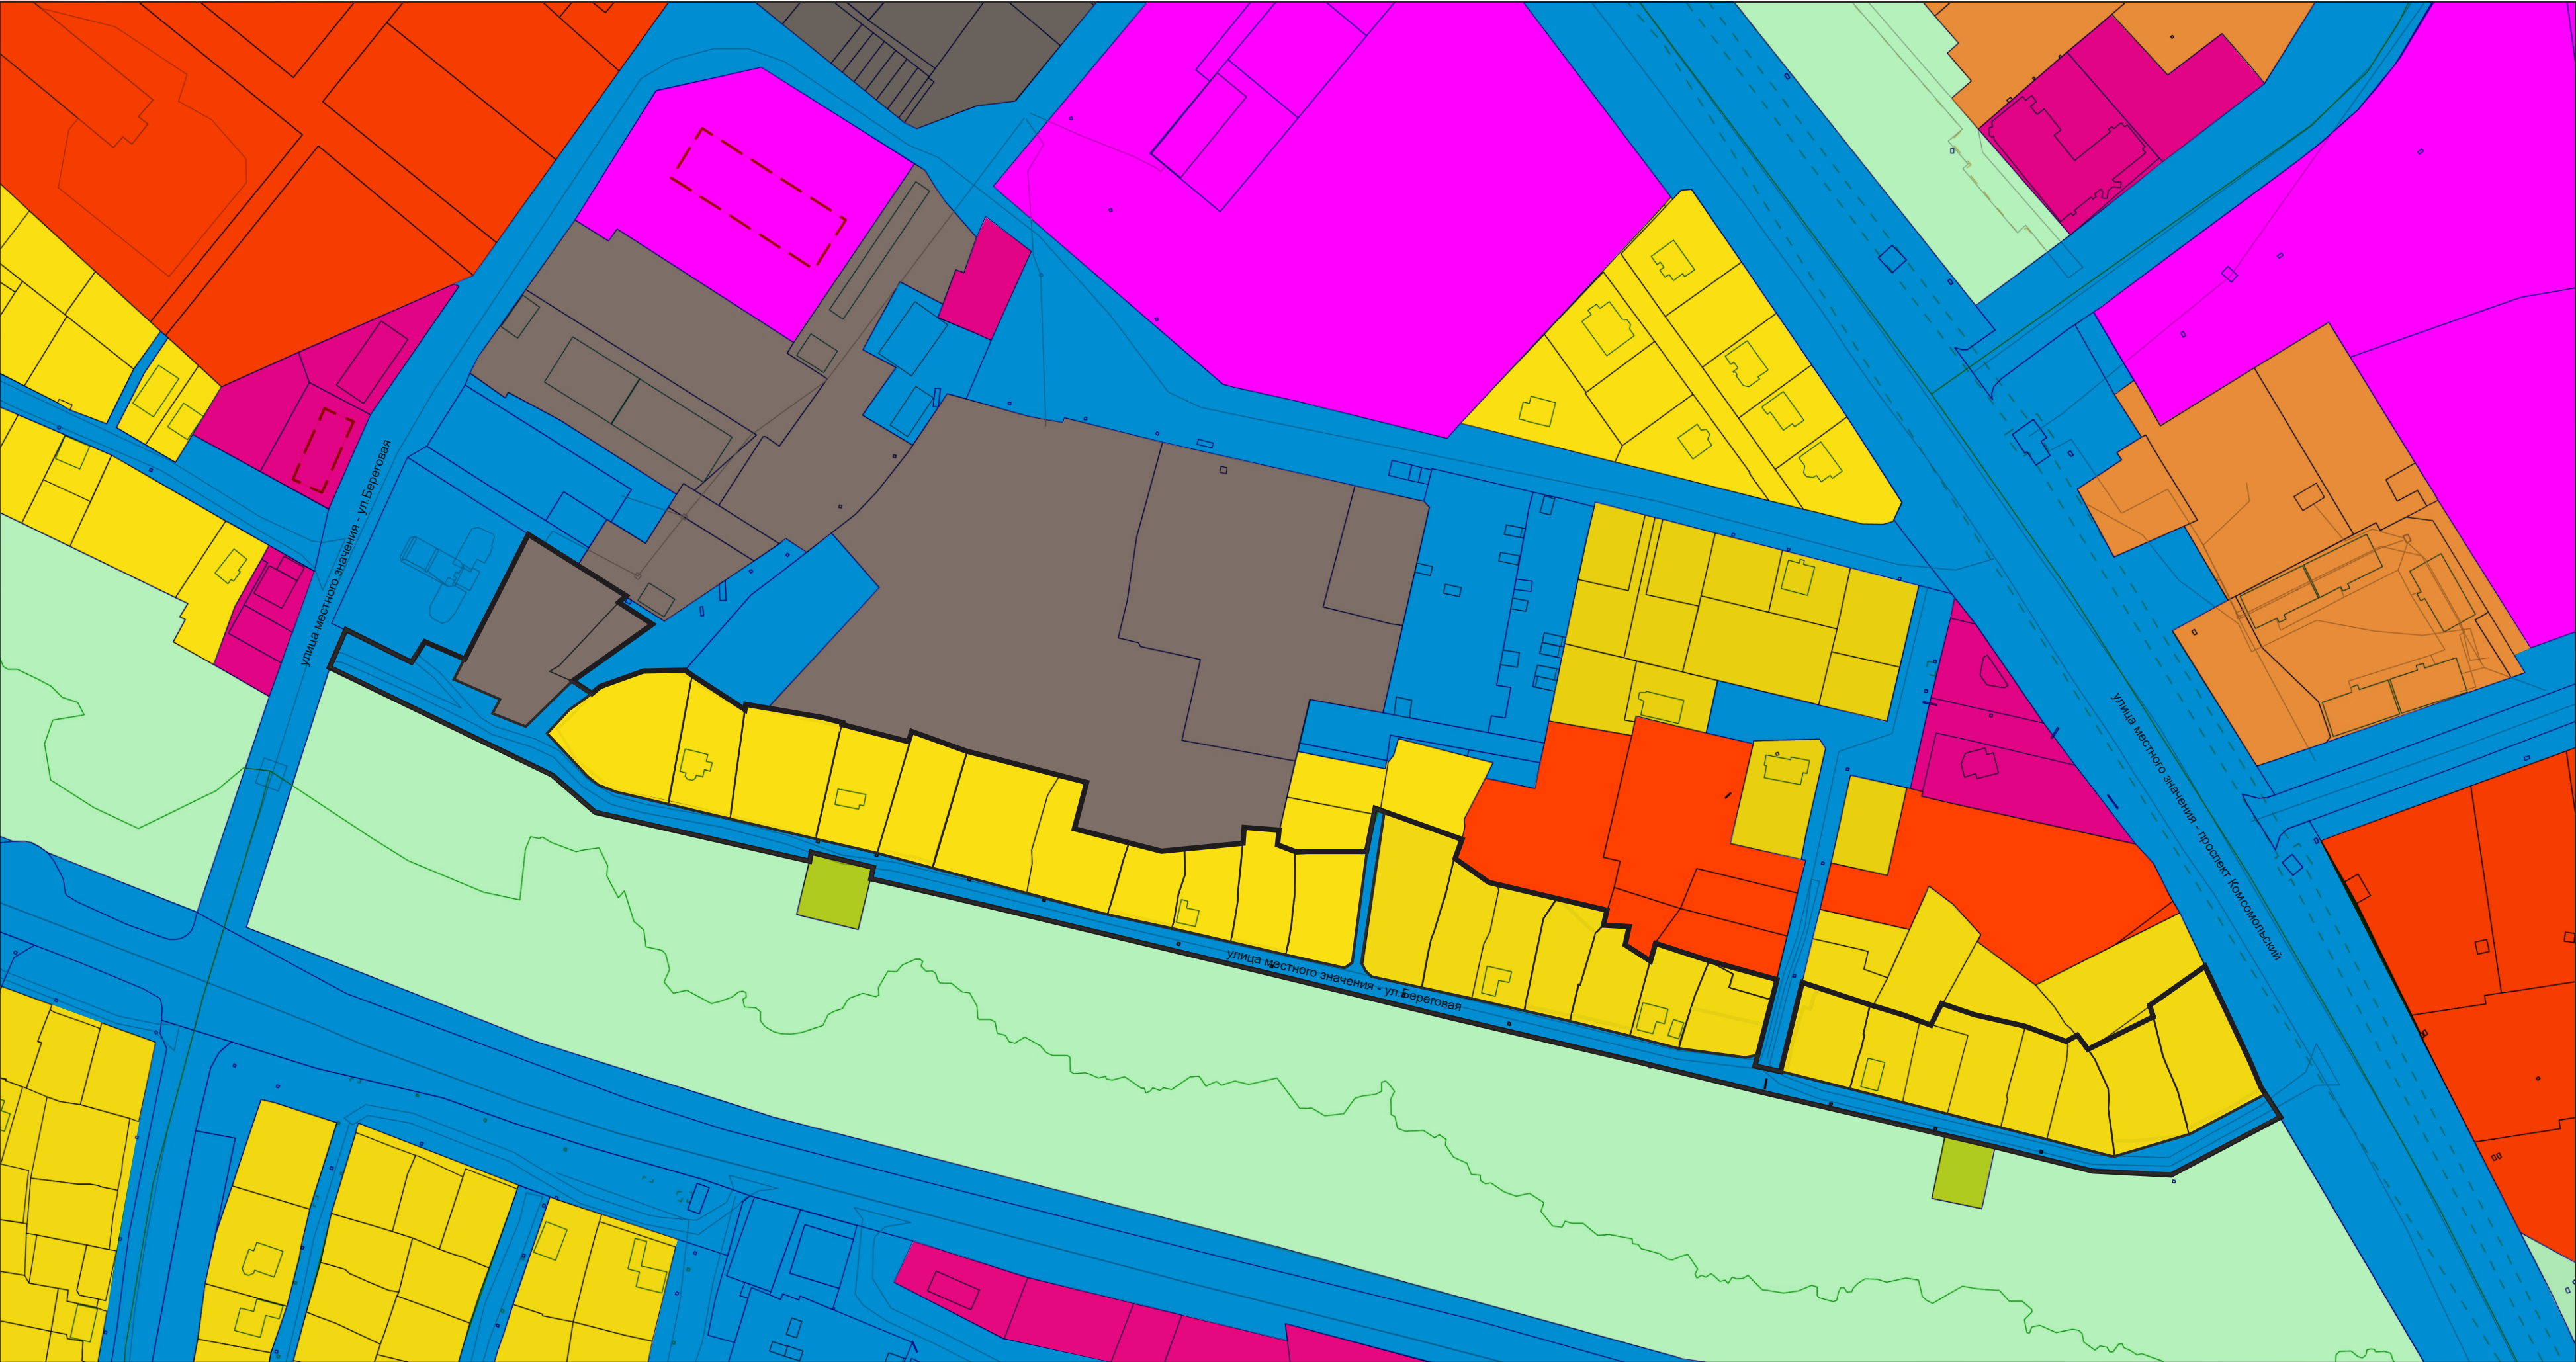 улица местного значения - ул.Береговая
улица местного значения - проспект Комсомольский
улица местного значения - ул.Береговая